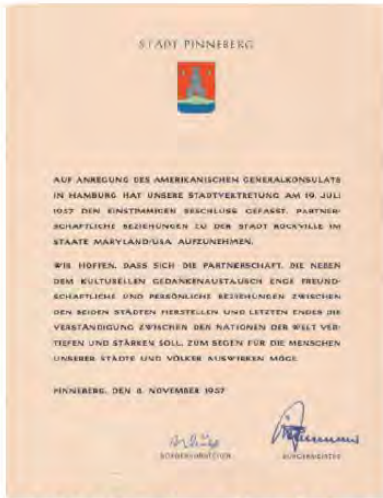 STADT PINNEBERG
AUF ANREGUNG DES AMERIKANISCHEN GENERALKONSULATS
IN HAMBURG HAT UNSERE STADTVERTRETUNG AM 19. JULI
1957 DEN EINSTIMMIGEN BESCHLUSS GEFASST, PARTNER-
SCHAFTLICHE BEZIEHUNGEN ZU DER STADT ROCKVILLE IM
STAATE MARYLAND/USA AUFZUNEHMEN.
WIR HOFFEN, DASS SICH DIE PARTNERSCHAFT, DIE NEBEN
DEM KULTURELLEN GEDANKENAUSTAUSCH ENGE FREUND-
SCHAFTLICHE UND PERSÖNLICHE BEZIEHUNGEN ZWISCHEN
DEN BEIDEN STÄDTEN HERSTELLEN UND LETZTEN ENDES DIE
VERSTÄNDIGUNG ZWISCHEN DEN NATIONEN DER WELT VER-
TIEFEN UND STÄRKEN SOLL, ZUM SEGEN FÜR DIE MENSCHEN
UNSERER STÄDTE UND VÖLKER AUSWIRKEN MÖGE.
PINNEBERG, DEN 8. NOVEMBER 1957
BÜRGERMEISTER